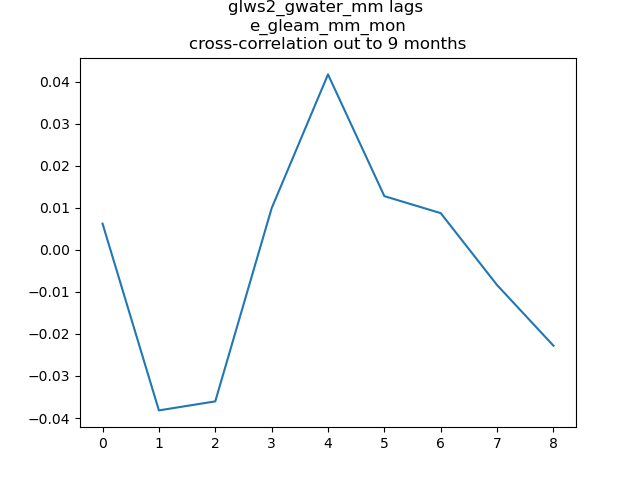 glws2_gwater_mm lags
e_gleam_mm_mon
cross-correlation out to 9 months
0.04
0.03
0.02
0.01
0.00
−0.01
−0.02
−0.03
−0.04
0 1 2 3 4 5 6 7 8